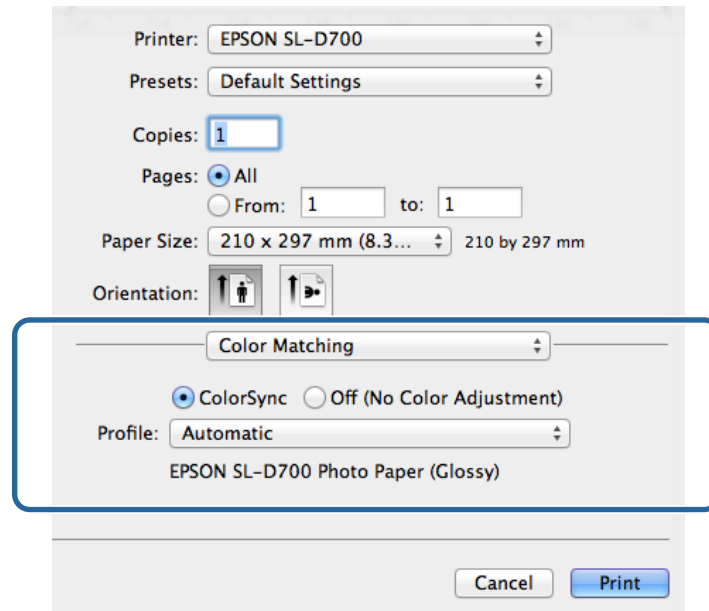 Printer: EPSON SL-D700
Presets: Default Settings
Copies: 1
Pages: All
From: 1 to: 1
Paper Size: 210 x 297 mm (8.3... 210 by 297 mm
Orientation:
Color Matching
ColorSync Off (No Color Adjustment)
Profile: Automatic
EPSON SL-D700 Photo Paper (Glossy)
Cancel Print